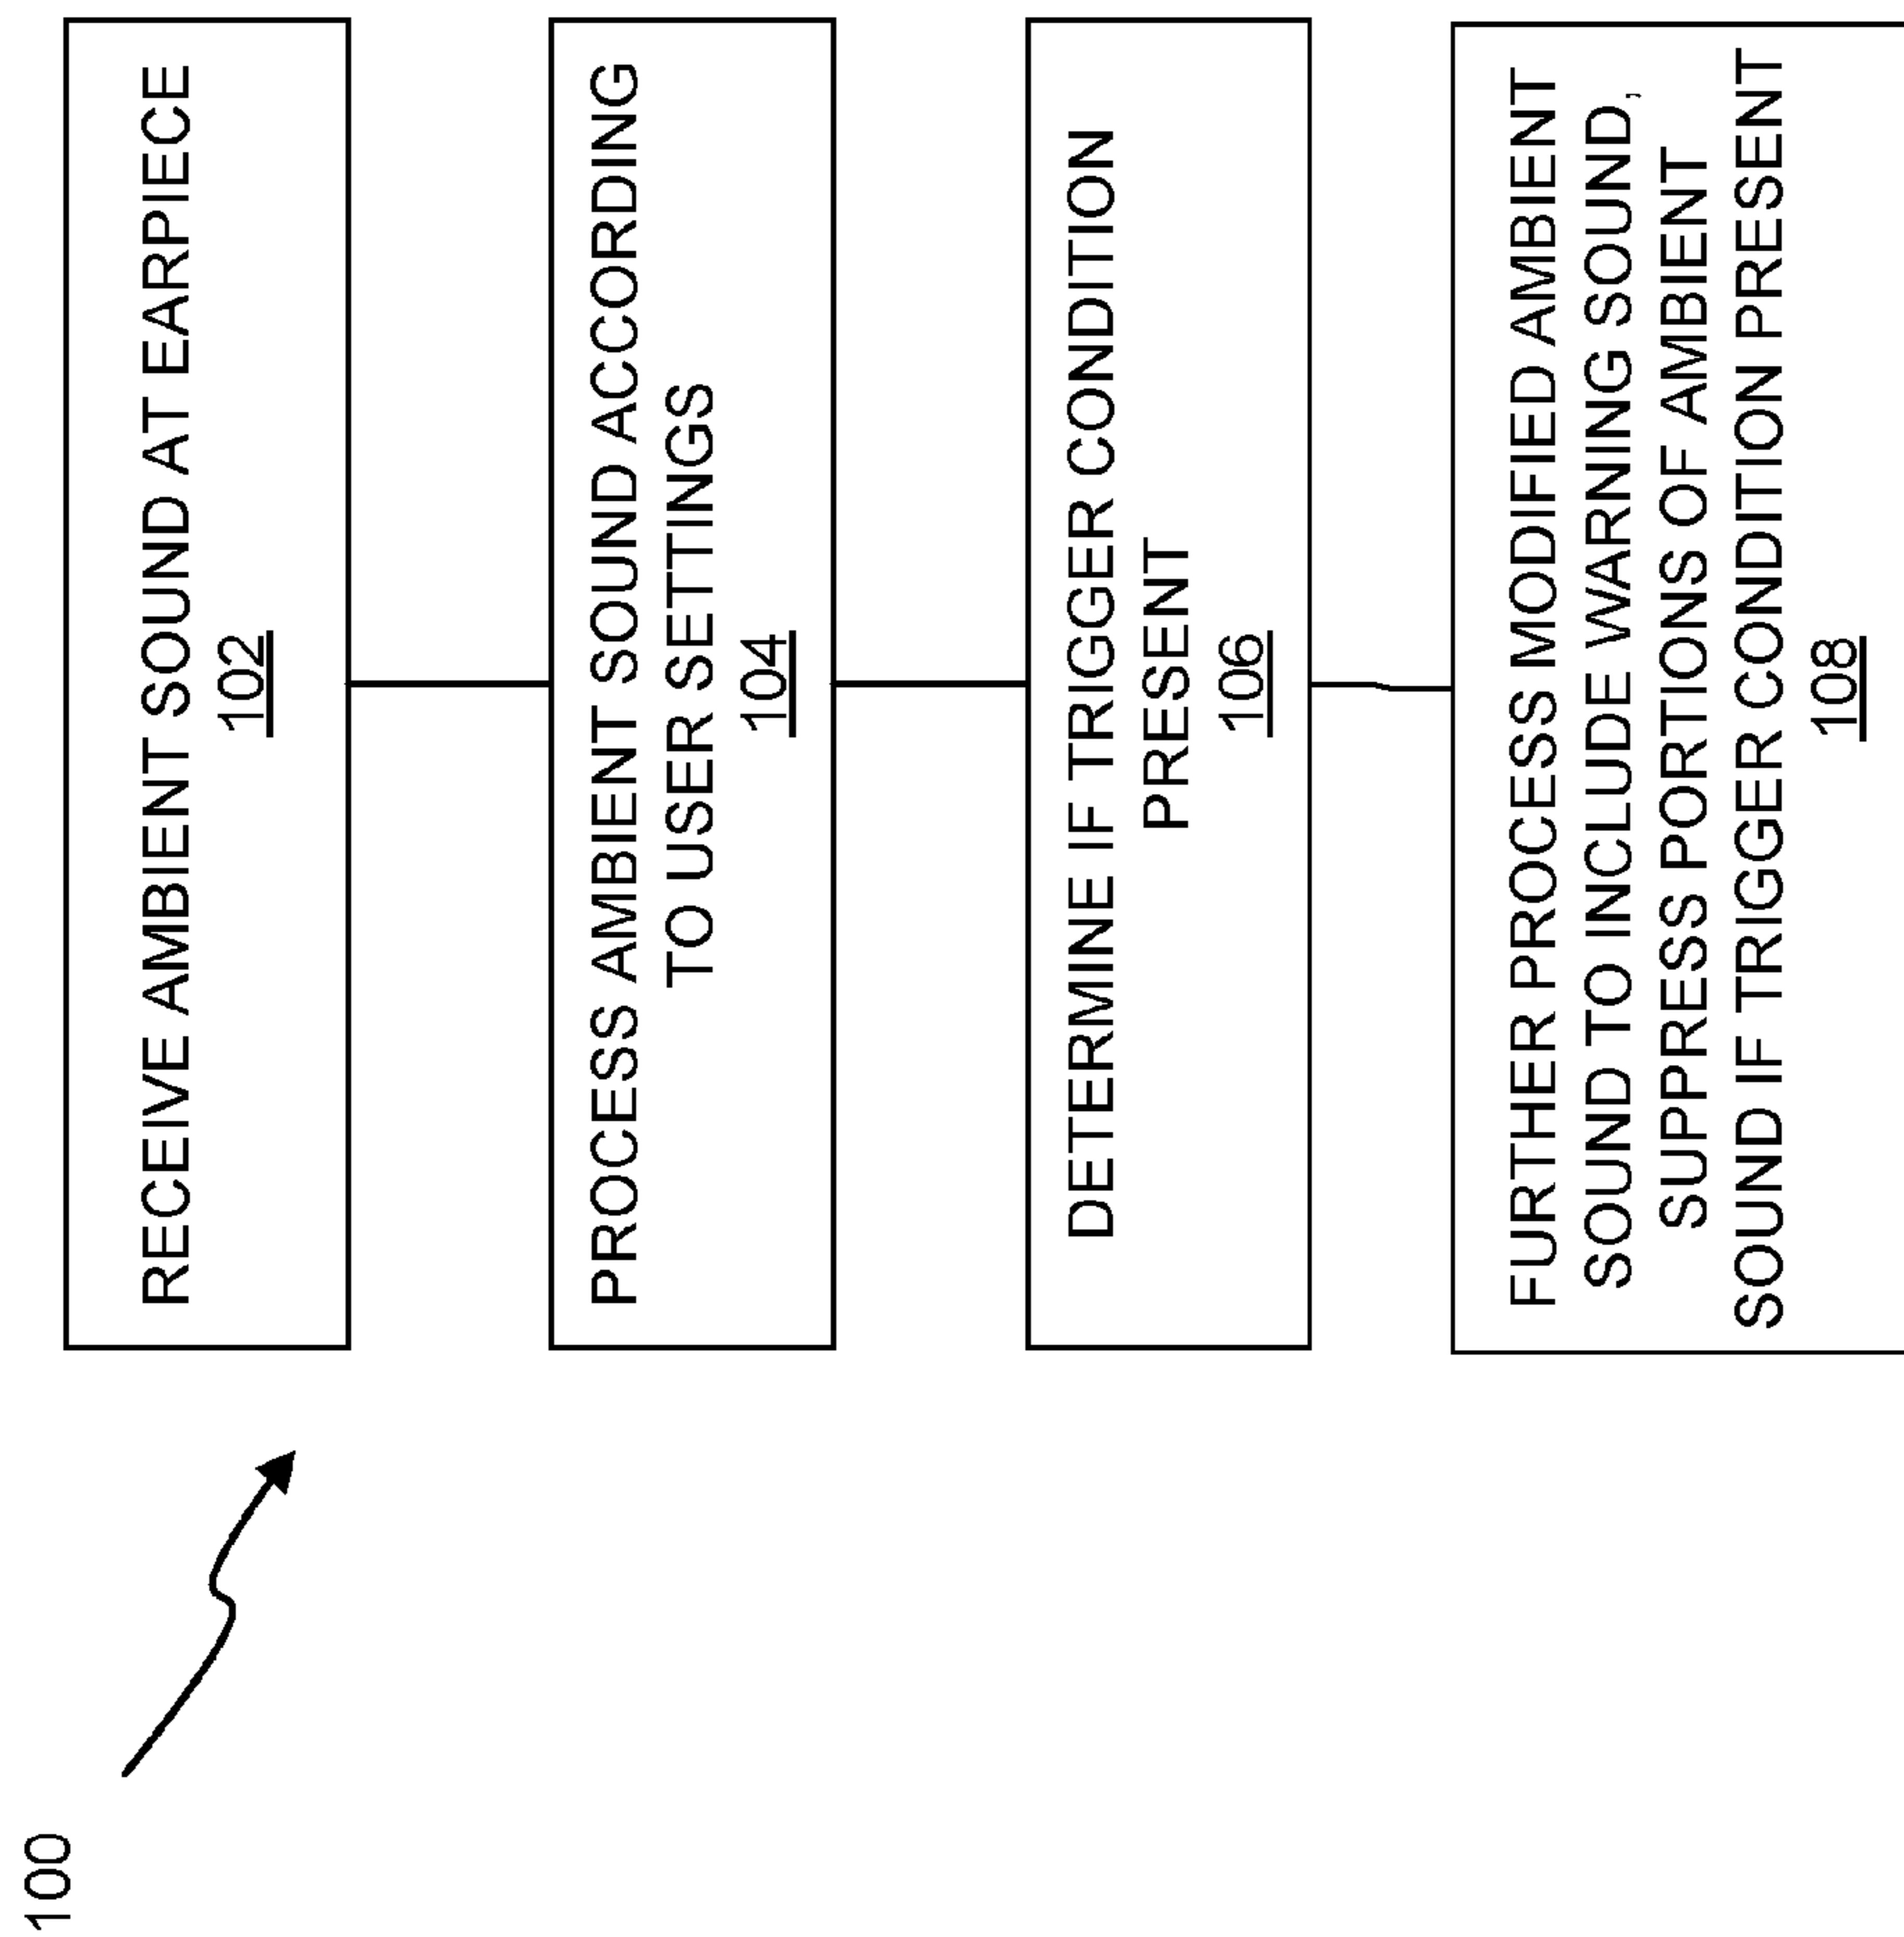 100
RECEIVE AMBIENT SOUND AT EARPIECE
102
PROCESS AMBIENT SOUND ACCORDING
TO USER SETTINGS
104
DETERMINE IF TRIGGER CONDITION
PRESENT
106
FURTHER PROCESS MODIFIED AMBIENT
SOUND TO INCLUDE WARNING SOUND,
SUPPRESS PORTIONS OF AMBIENT
SOUND IF TRIGGER CONDITION PRESENT
108